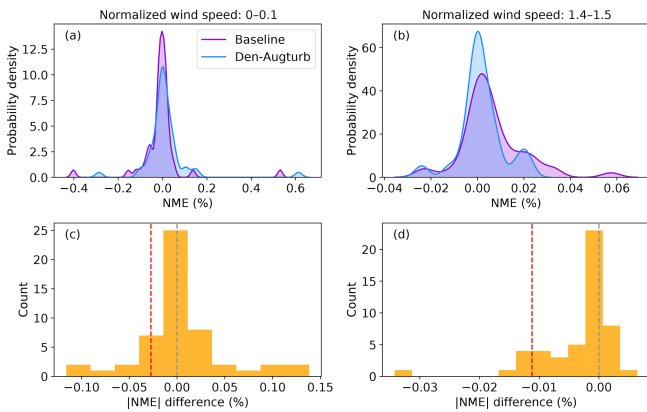 Normalized wind speed: 0–0.1
Normalized wind speed: 1.4–1.5
(a)
Baseline
Den-Augturb
Probability density
12.5
10.0
7.5
5.0
2.5
0.0
−0.4
−0.2
0.0
0.2
0.4
0.6
NME (%)
(b)
Probability density
60
40
20
0
−0.04
−0.02
0.00
0.02
0.04
0.06
NME (%)
(c)
Count
25
20
15
10
5
0
−0.10
−0.05
0.00
0.05
0.10
0.15
|NME| difference (%)
(d)
Count
20
15
10
5
0
−0.03
−0.02
−0.01
0.00
|NME| difference (%)